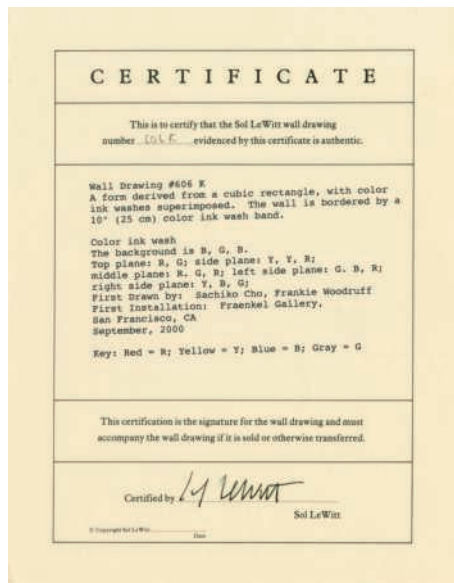 CERTIFICATE
This is to certify that the Sol LeWitt wall drawing
number 606 K evidenced by this certificate is authentic.
Wall Drawing #606 K
A form derived from a cubic rectangle, with color
ink washes superimposed. The wall is bordered by a
10" (25 cm) color ink wash band.
Color ink wash
The background is B, G, B.
Top plane: R, G; side plane: Y, Y, R;
middle plane: R, G, R; left side plane: G. B, R;
right side plane: Y, B, G;
First Drawn by: Sachiko Cho, Frankie Woodruff
First Installation: Fraenkel Gallery,
San Francisco, CA
September, 2000
Key: Red = R; Yellow = Y; Blue = B; Gray = G
This certification is the signature for the wall drawing and must
accompany the wall drawing if it is sold or otherwise transferred.
Certified by Sol LeWitt
Sol LeWitt
© Copyright Sol LeWitt
Date